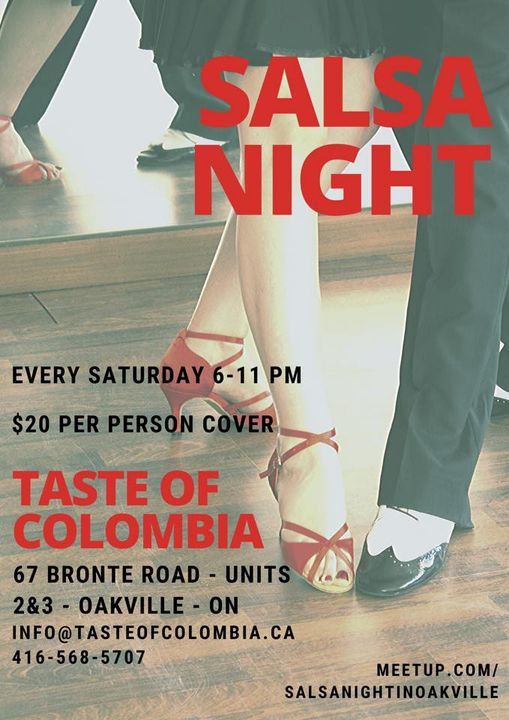 SALSA
NIGHT
EVERY SATURDAY 6-11 PM
$20 PER PERSON COVER
TASTE OF
COLOMBIA
67 BRONTE ROAD - UNITS
2&3 - OAKVILLE - ON
INFO@TASTEOFCOLOMBIA.CA
416-568-5707
MEETUP.COM/
SALSANIGHTINOAKVILLE